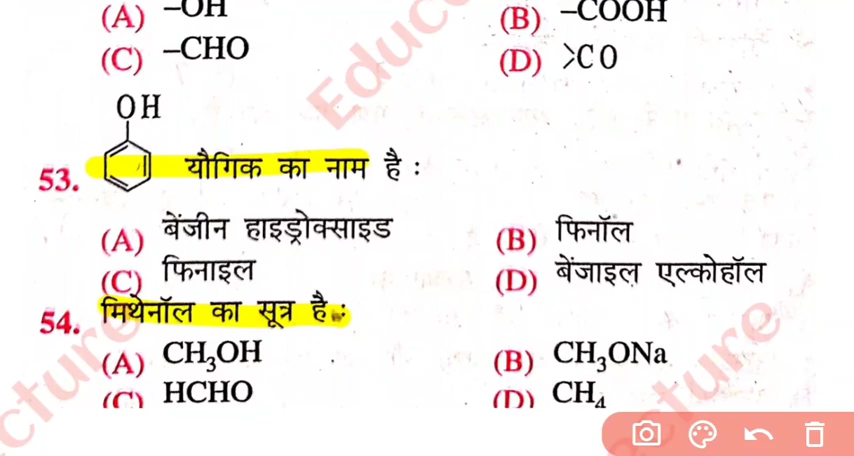 (A) –OH (B) –COOH
(C) –CHO (D) >CO
OH
53. यौगिक का नाम है :
(A) बेंजीन हाइड्रोक्साइड (B) फिनॉल
(C) फिनाइल (D) बेंजाइल एल्कोहॉल
54. मिथेनॉल का सूत्र है :
(A) CH₃OH (B) CH₃ONa
(C) HCHO (D) CH₄